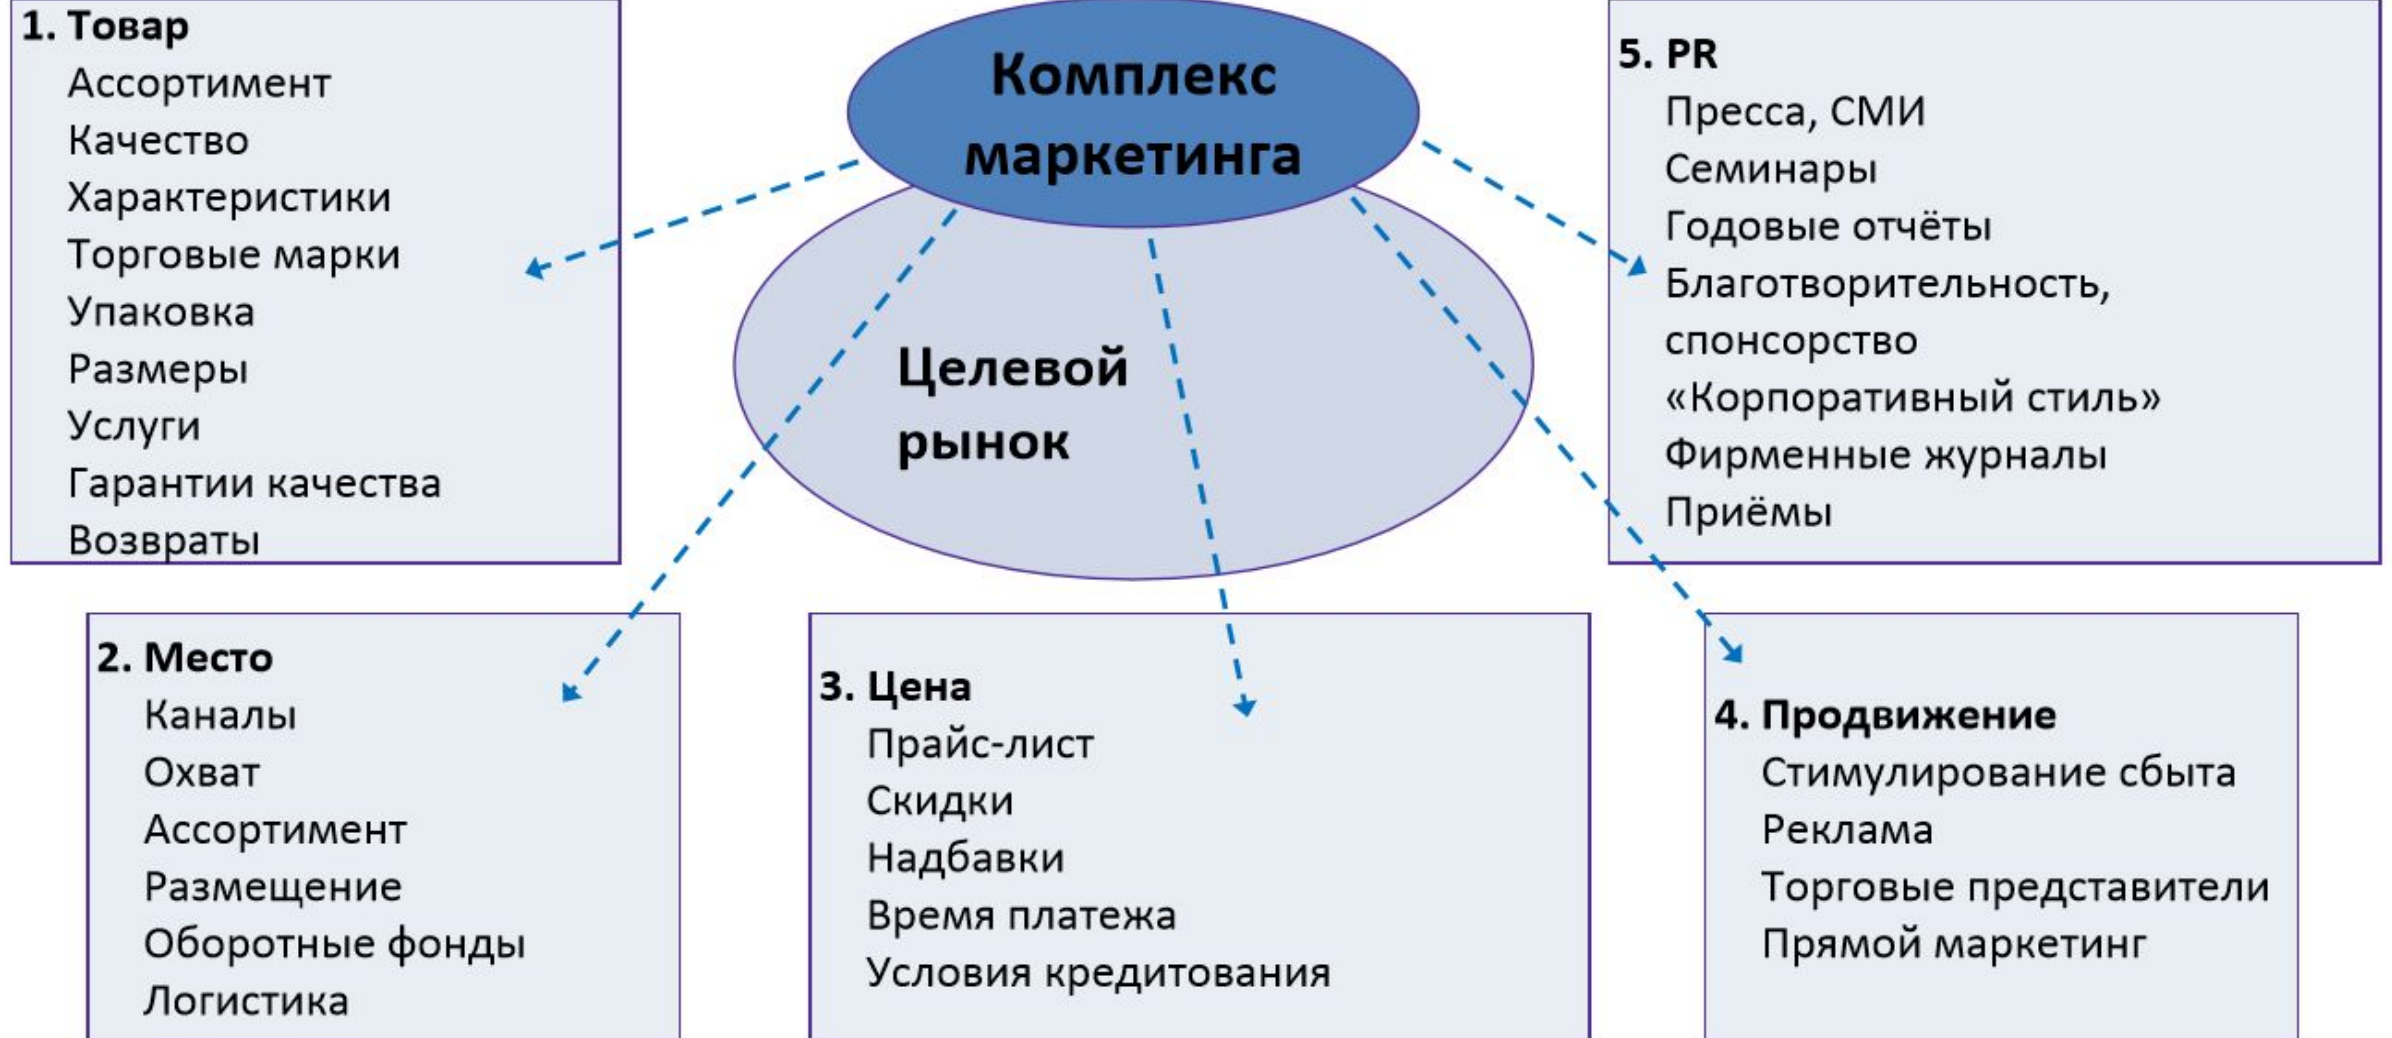 1. Товар
Ассортимент
Качество
Характеристики
Торговые марки
Упаковка
Размеры
Услуги
Гарантии качества
Возвраты
Комплекс
маркетинга
Целевой
рынок
5. PR
Пресса, СМИ
Семинары
Годовые отчёты
Благотворительность,
спонсорство
«Корпоративный стиль»
Фирменные журналы
Приёмы
2. Место
Каналы
Охват
Ассортимент
Размещение
Оборотные фонды
Логистика
3. Цена
Прайс-лист
Скидки
Надбавки
Время платежа
Условия кредитования
4. Продвижение
Стимулирование сбыта
Реклама
Торговые представители
Прямой маркетинг